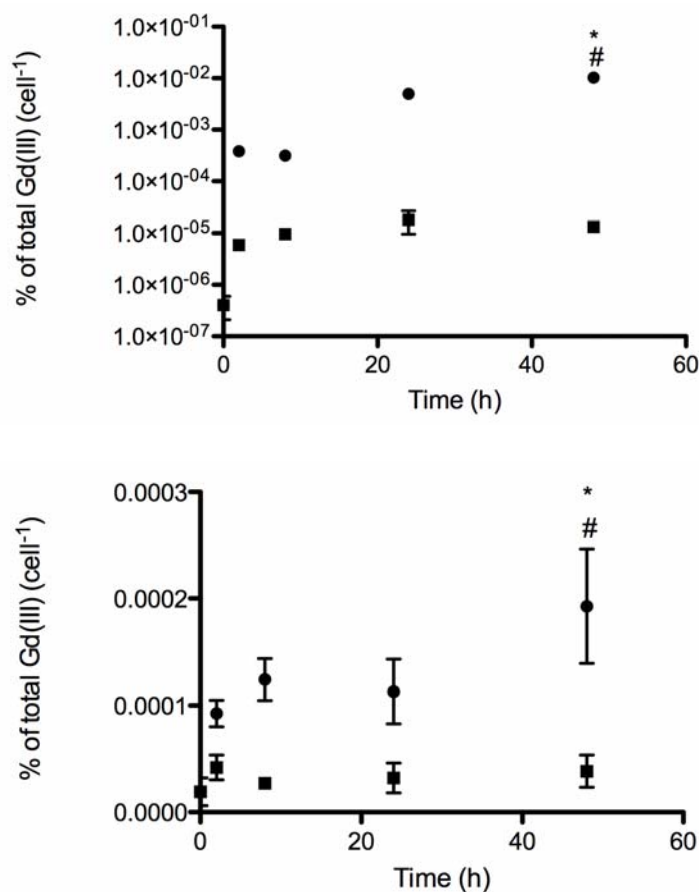 % of total Gd(III) (cell⁻¹)
1.0×10⁻⁰¹
1.0×10⁻⁰²
1.0×10⁻⁰³
1.0×10⁻⁰⁴
1.0×10⁻⁰⁵
1.0×10⁻⁰⁶
1.0×10⁻⁰⁷
*
#
0 20 40 60
Time (h)
% of total Gd(III) (cell⁻¹)
0.0003
0.0002
0.0001
0.0000
*
#
0 20 40 60
Time (h)